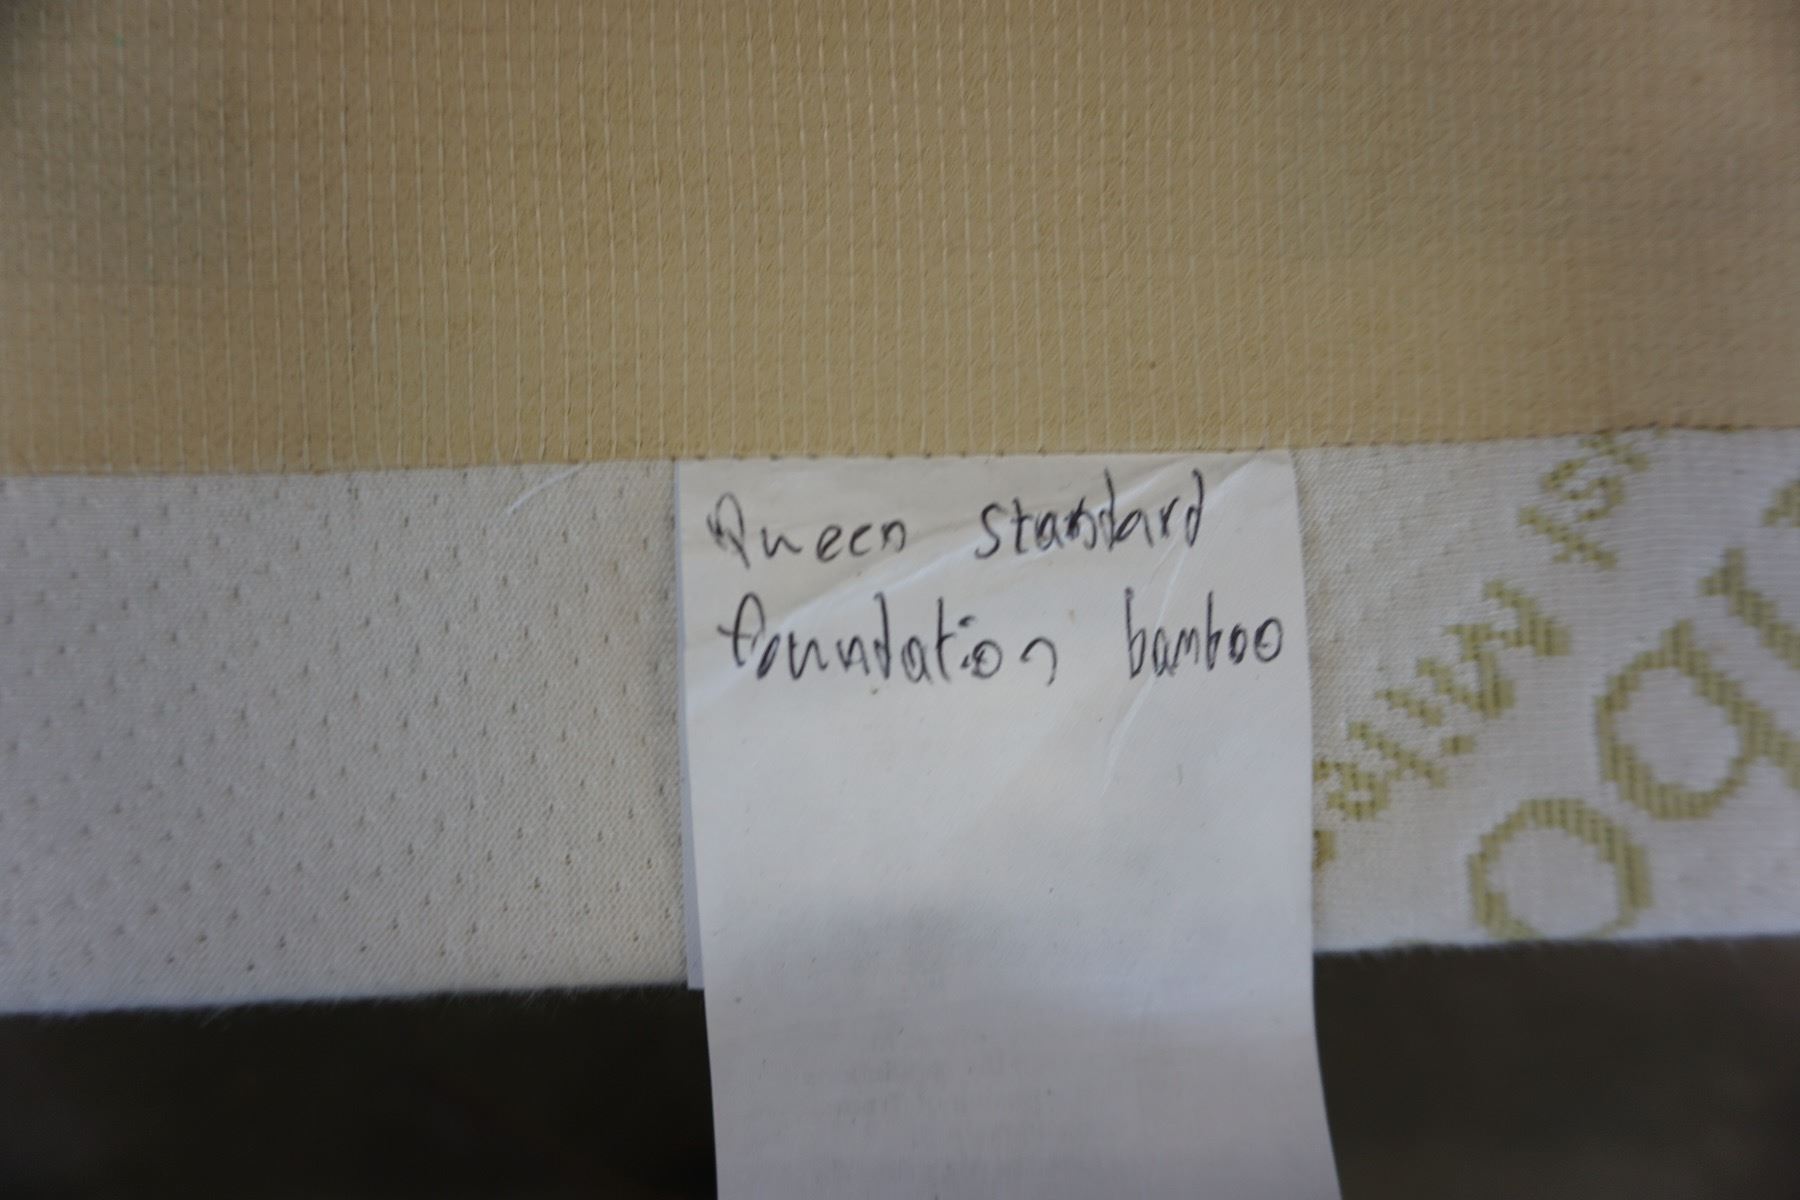 Queen Standard
foundation bamboo